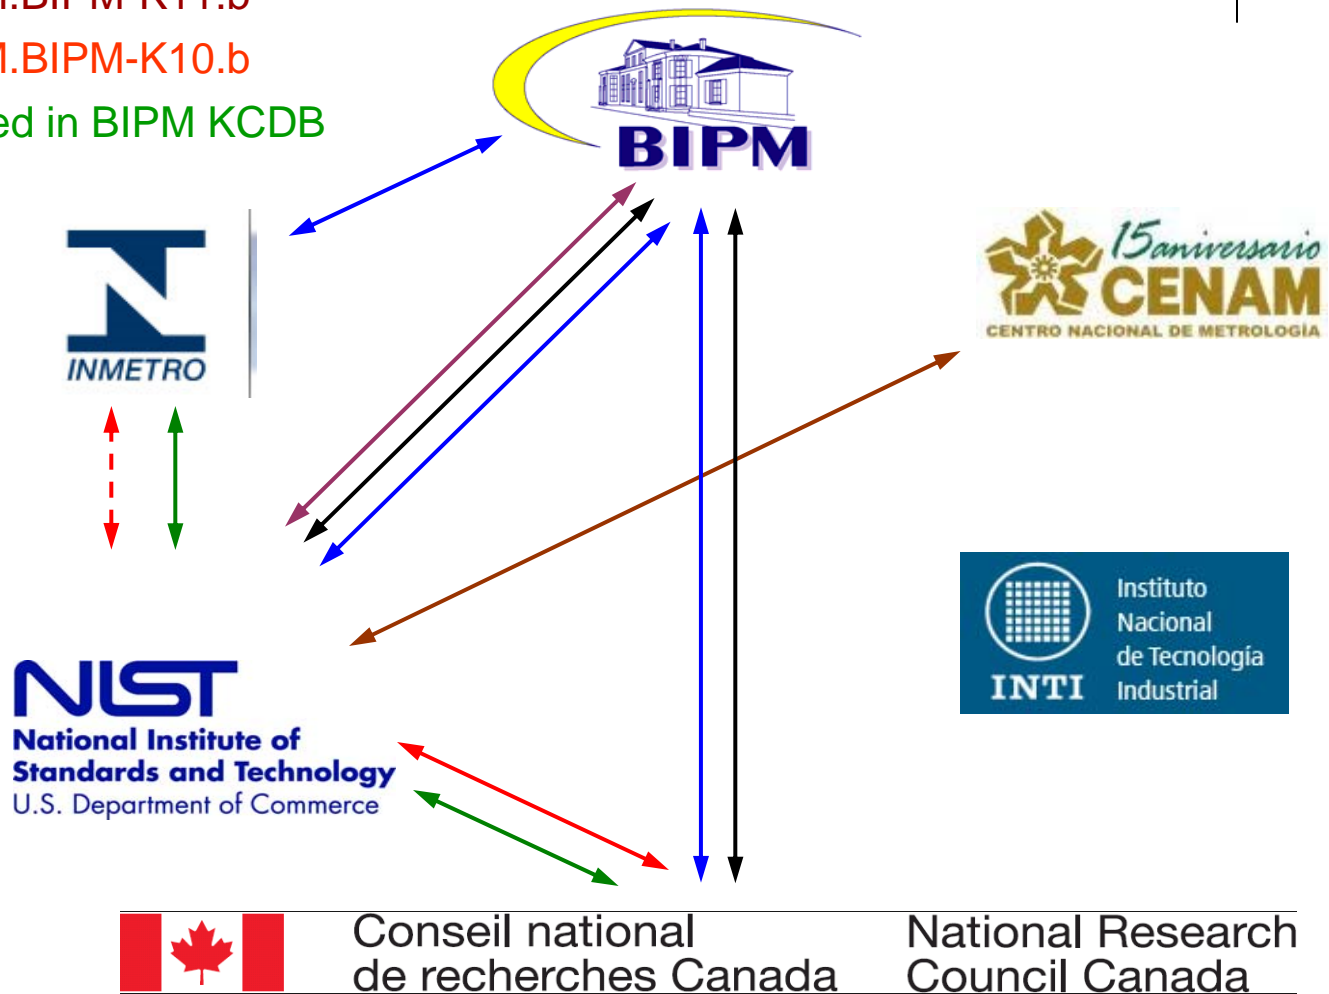 M.BIPM-K11.b
M.BIPM-K10.b
ed in BIPM KCDB
BIPM
INMETRO
15aniversario
CENAM
CENTRO NACIONAL DE METROLOGÍA
INTI
Instituto
Nacional
de Tecnología
Industrial
NIST
National Institute of
Standards and Technology
U.S. Department of Commerce
Conseil national
de recherches Canada
National Research
Council Canada